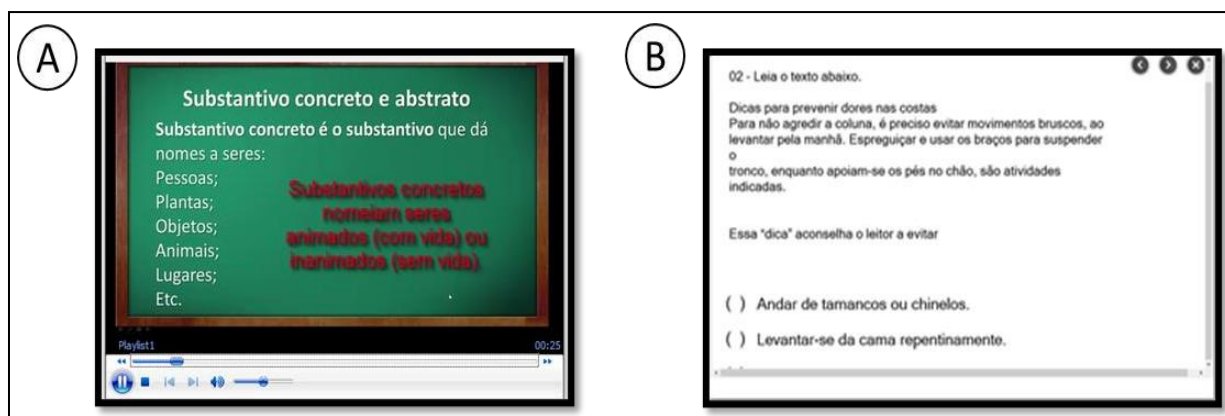 A
Substantivo concreto e abstrato
Substantivo concreto é o substantivo que dá
nomes a seres:
Pessoas;
Plantas;
Objetos;
Animais;
Lugares;
Etc.
Substantivos concretos
nomeiam seres
animados (com vida) ou
inanimados (sem vida).
Playlist1
00:25
B
02 - Leia o texto abaixo.
Dicas para prevenir dores nas costas
Para não agredir a coluna, é preciso evitar movimentos bruscos, ao
levantar pela manhã. Espreguiçar e usar os braços para suspender
o
tronco, enquanto apoiam-se os pés no chão, são atividades
indicadas.
Essa "dica" aconselha o leitor a evitar
( ) Andar de tamancos ou chinelos.
( ) Levantar-se da cama repentinamente.